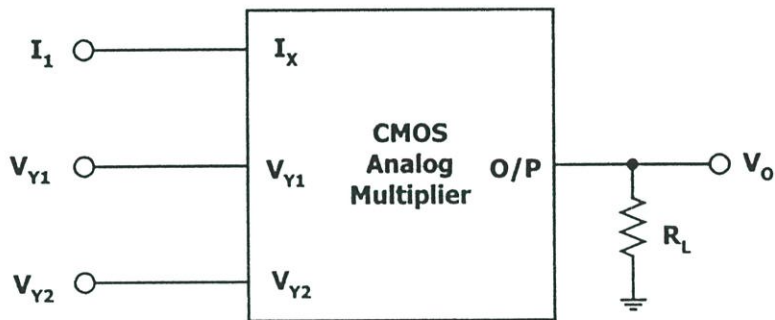 I1
IX
VY1
VY1
CMOS
Analog
Multiplier
O/P
VO
RL
VY2
VY2